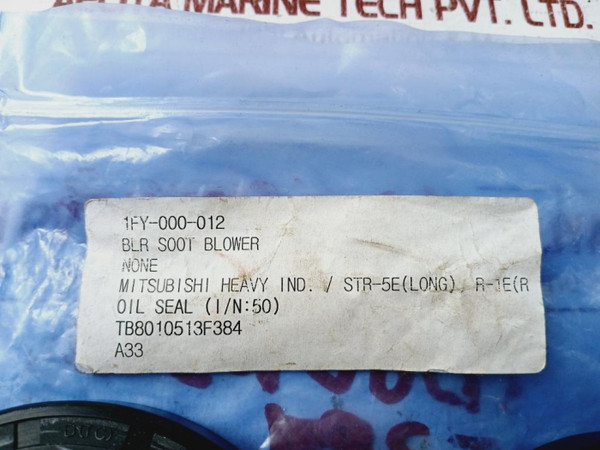 MARINE TECH PVT. LTD.
1FY-000-012
BLR SOOT BLOWER
NONE
MITSUBISHI HEAVY IND. / STR-5E(LONG), R-1E(R
OIL SEAL (I/N:50)
TB8010513F384
A33